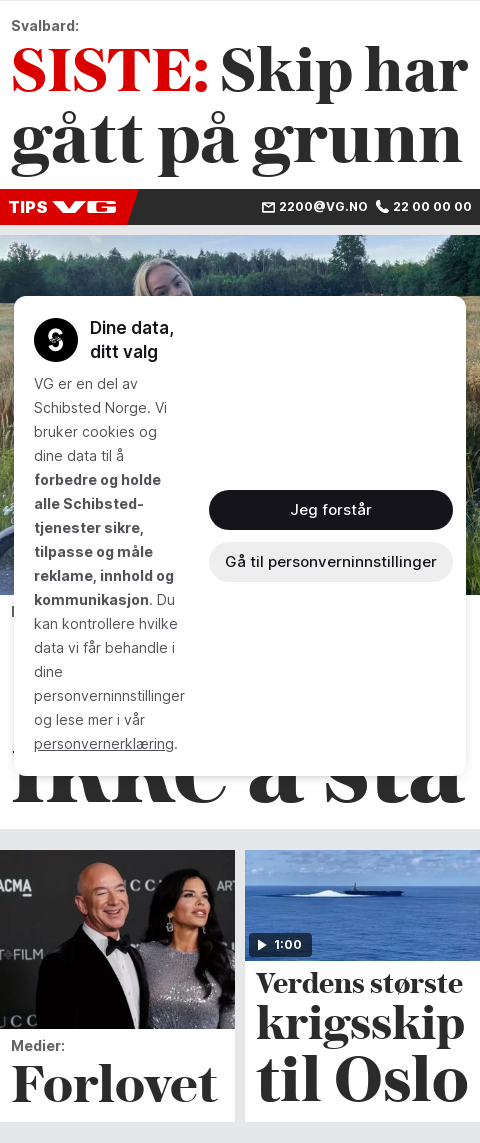 Svalbard:
SISTE: Skip har
gått på grunn
TIPS VG
2200@VG.NO 22 00 00 00
Dine data,
ditt valg
VG er en del av
Schibsted Norge. Vi
bruker cookies og
dine data til å
forbedre og holde
alle Schibsted-
tjenester sikre,
tilpasse og måle
reklame, innhold og
kommunikasjon. Du
kan kontrollere hvilke
data vi får behandle i
dine
personverninnstillinger
og lese mer i vår
personvernerklæring.
Jeg forstår
Gå til personverninnstillinger
ikke å stå
ACMA
UCC
ART
ART+FILM
UCC
Medier:
Forlovet
1:00
Verdens største
krigsskip
til Oslo